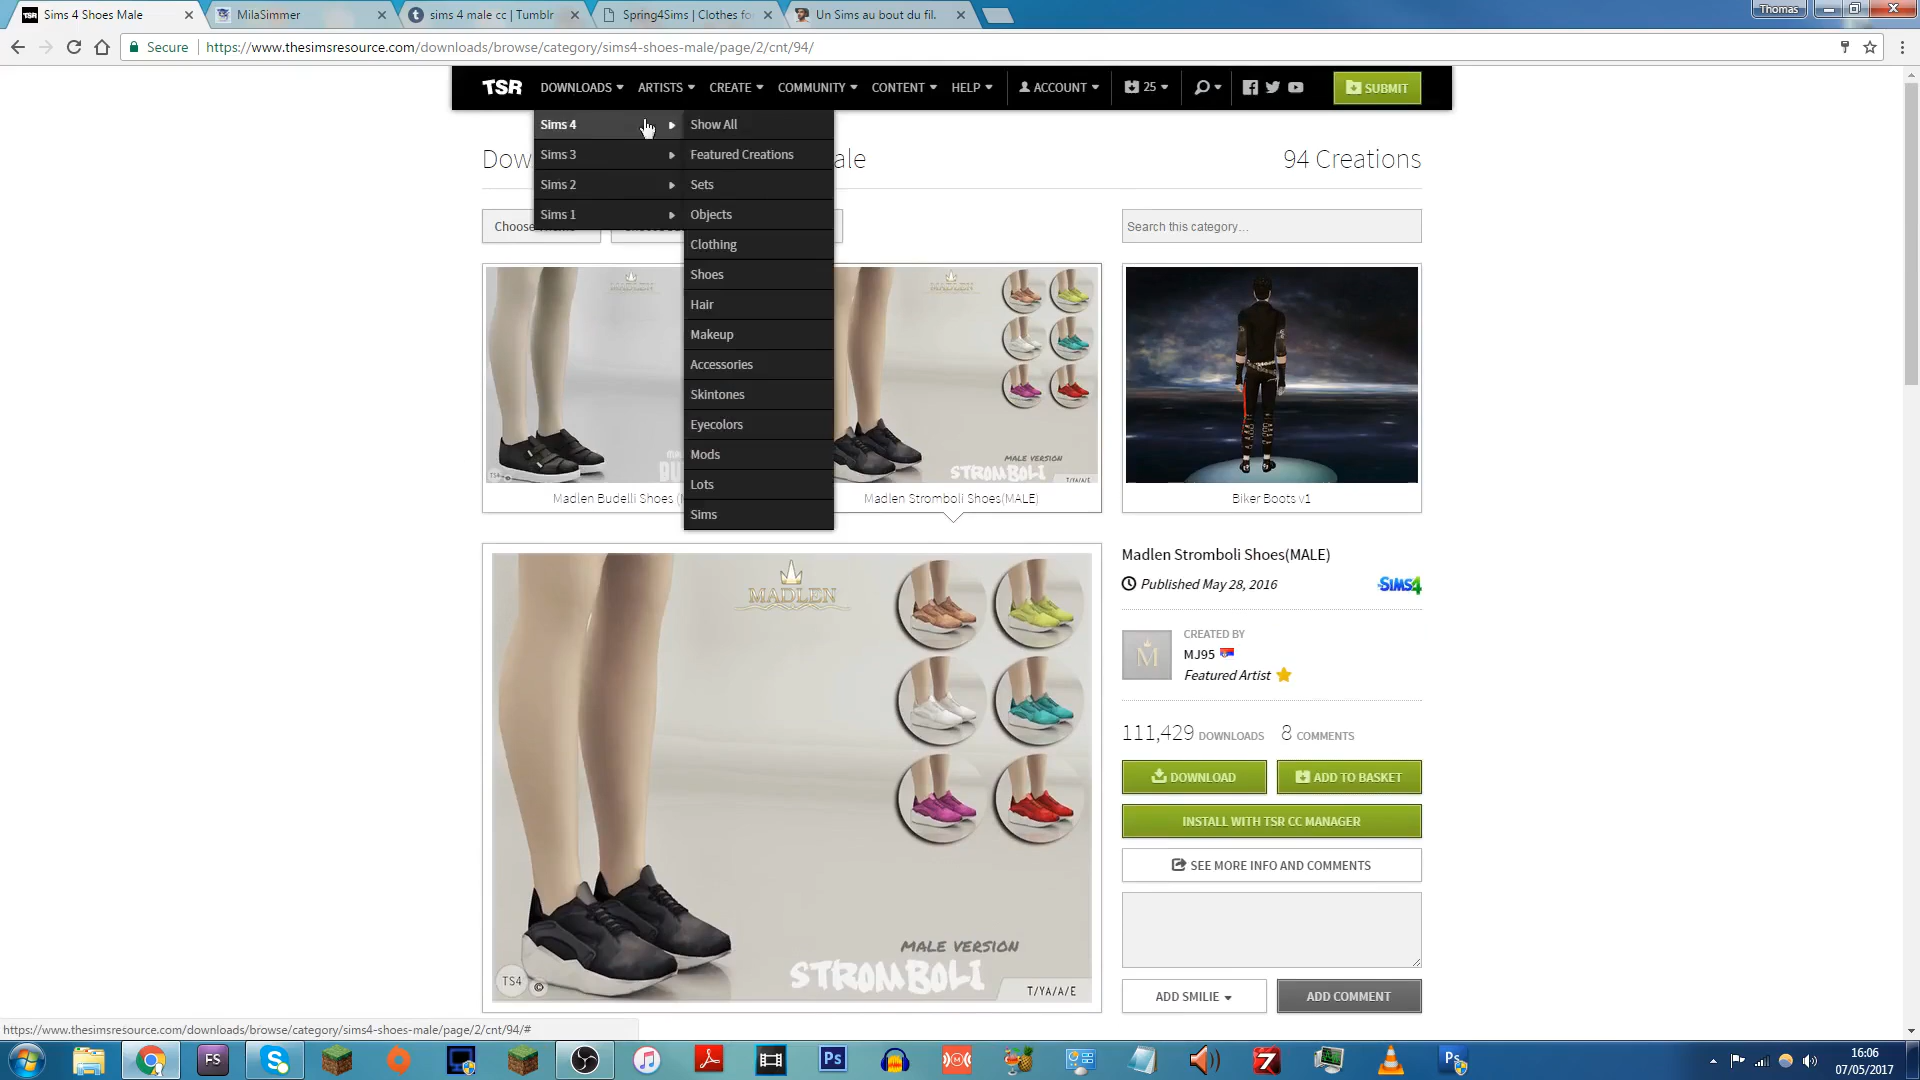 Sims 4 Shoes Male
MilaSimmer
sims 4 male cc | Tumblr
Spring4Sims | Clothes fo
Un Sims au bout du fil.
Thomas
Secure
https://www.thesimsresource.com/downloads/browse/category/sims4-shoes-male/page/2/cnt/94/
TSR
DOWNLOADS
ARTISTS
CREATE
COMMUNITY
CONTENT
HELP
ACCOUNT
25
SUBMIT
Sims 4
Sims 3
Sims 2
Sims 1
Show All
Featured Creations
Sets
Objects
Clothing
Shoes
Hair
Makeup
Accessories
Skintones
Eyecolors
Mods
Lots
Sims
Dow
ale
94 Creations
Choose
Search this category...
MADLEN
MALE VERSION
STROMBOLI
T/YA/A/E
Madlen Budelli Shoes (
Madlen Stromboli Shoes(MALE)
Biker Boots v1
MADLEN
MALE VERSION
STROMBOLI
TS4
©
T/YA/A/E
Madlen Stromboli Shoes(MALE)
Published May 28, 2016
SIMS4
M
CREATED BY
MJ95
Featured Artist
111,429 DOWNLOADS 8 COMMENTS
DOWNLOAD
ADD TO BASKET
INSTALL WITH TSR CC MANAGER
SEE MORE INFO AND COMMENTS
ADD SMILIE
ADD COMMENT
https://www.thesimsresource.com/downloads/browse/category/sims4-shoes-male/page/2/cnt/94/#
FS
Ps
7
Ps
16:06
07/05/2017